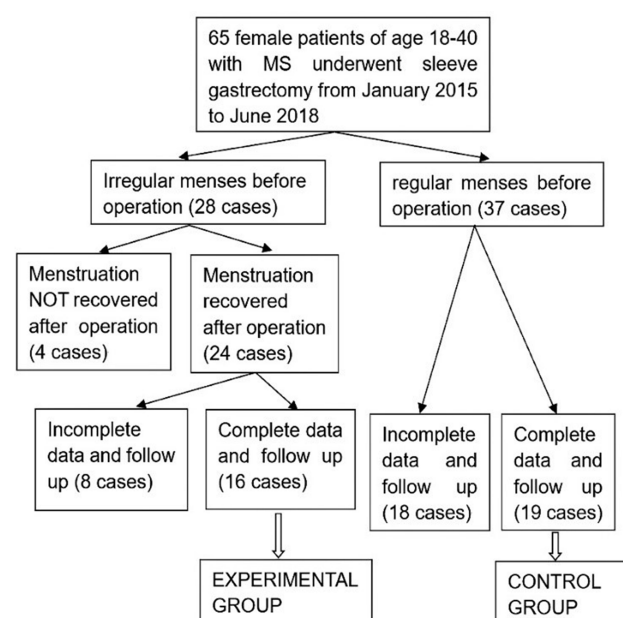 65 female patients of age 18-40
with MS underwent sleeve
gastrectomy from January 2015
to June 2018
Irregular menses before
operation (28 cases)
regular menses before
operation (37 cases)
Menstruation
NOT recovered
after operation
(4 cases)
Menstruation
recovered
after operation
(24 cases)
Incomplete
data and follow
up (8 cases)
Complete data
and follow up
(16 cases)
Incomplete
data and
follow up
(18 cases)
Complete
data and
follow up
(19 cases)
EXPERIMENTAL
GROUP
CONTROL
GROUP